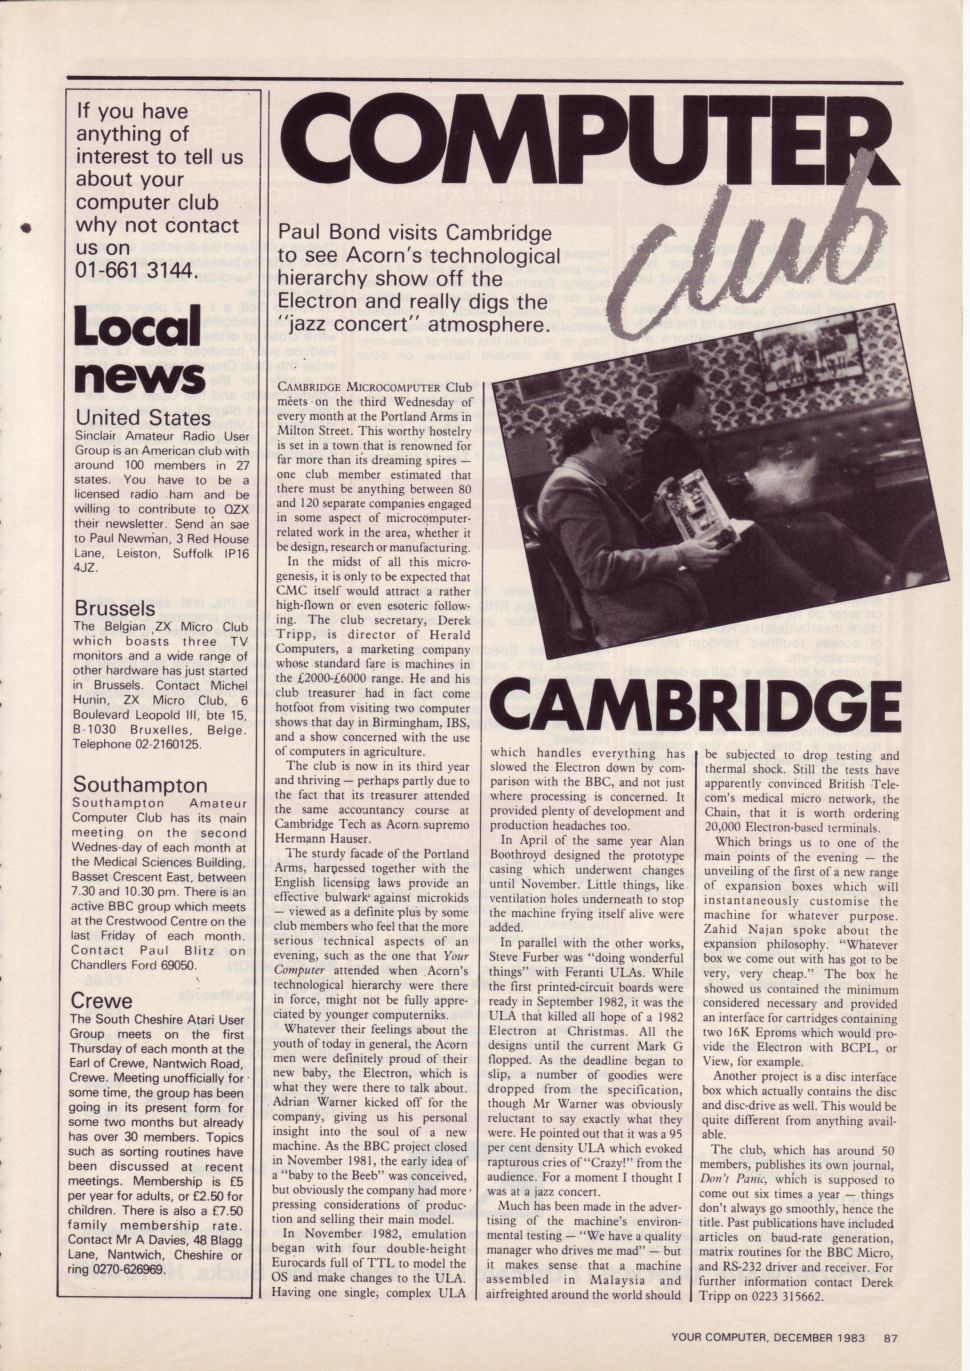 If you have
anything of
interest to tell us
about your
computer club
why not contact
us on
01-661 3144.
Local
news
United States
Sinclair Amateur Radio User
Group is an American club with
around 100 members in 27
states. You have to be a
licensed radio ham and be
willing to contribute to QZX
their newsletter. Send an sae
to Paul Newman, 3 Red House
Lane, Leiston, Suffolk IP16
4JZ.
Brussels
The Belgian ZX Micro Club
which boasts three TV
monitors and a wide range of
other hardware has just started
in Brussels. Contact Michel
Hunin, ZX Micro Club, 6
Boulevard Leopold III, bte 15,
B-1030 Bruxelles, Belge.
Telephone 02-2160125.
Southampton
Southampton Amateur
Computer Club has its main
meeting on the second
Wednes-day of each month at
the Medical Sciences Building,
Basset Crescent East, between
7.30 and 10.30 pm. There is an
active BBC group which meets
at the Crestwood Centre on the
last Friday of each month.
Contact Paul Blitz on
Chandlers Ford 69050.
Crewe
The South Cheshire Atari User
Group meets on the first
Thursday of each month at the
Earl of Crewe, Nantwich Road,
Crewe. Meeting unofficially for
some time, the group has been
going in its present form for
some two months but already
has over 30 members. Topics
such as sorting routines have
been discussed at recent
meetings. Membership is £5
per year for adults, or £2.50 for
children. There is also a £7.50
family membership rate.
Contact Mr A Davies, 48 Blagg
Lane, Nantwich, Cheshire or
ring 0270-626969.
COMPUTER
club
Paul Bond visits Cambridge
to see Acorn's technological
hierarchy show off the
Electron and really digs the
"jazz concert" atmosphere.
CAMBRIDGE
CAMBRIDGE MICROCOMPUTER Club
meets on the third Wednesday of
every month at the Portland Arms in
Milton Street. This worthy hostelry
is set in a town that is renowned for
far more than its dreaming spires —
one club member estimated that
there must be anything between 80
and 120 separate companies engaged
in some aspect of microcomputer-
related work in the area, whether it
be design, research or manufacturing.
In the midst of all this micro-
genesis, it is only to be expected that
CMC itself would attract a rather
high-flown or even esoteric follow-
ing. The club secretary, Derek
Tripp, is director of Herald
Computers, a marketing company
whose standard fare is machines in
the £2000-£6000 range. He and his
club treasurer had in fact come
hotfoot from visiting two computer
shows that day in Birmingham, IBS,
and a show concerned with the use
of computers in agriculture.
The club is now in its third year
and thriving — perhaps partly due to
the fact that its treasurer attended
the same accountancy course at
Cambridge Tech as Acorn supremo
Hermann Hauser.
The sturdy facade of the Portland
Arms, harnessed together with the
English licensing laws provide an
effective bulwark against microkids
— viewed as a definite plus by some
club members who feel that the more
serious technical aspects of an
evening, such as the one that Your
Computer attended when Acorn's
technological hierarchy were there
in force, might not be fully appre-
ciated by younger computerniks.
Whatever their feelings about the
youth of today in general, the Acorn
men were definitely proud of their
new baby, the Electron, which is
what they were there to talk about.
Adrian Warner kicked off for the
company, giving us his personal
insight into the soul of a new
machine. As the BBC project closed
in November 1981, the early idea of
a "baby to the Beeb" was conceived,
but obviously the company had more
pressing considerations of produc-
tion and selling their main model.
In November 1982, emulation
began with four double-height
Eurocards full of TTL to model the
OS and make changes to the ULA.
Having one single, complex ULA
which handles everything has
slowed the Electron down by com-
parison with the BBC, and not just
where processing is concerned. It
provided plenty of development and
production headaches too.
In April of the same year Alan
Boothroyd designed the prototype
casing which underwent changes
until November. Little things, like
ventilation holes underneath to stop
the machine frying itself alive were
added.
In parallel with the other works,
Steve Furber was "doing wonderful
things" with Feranti ULAs. While
the first printed-circuit boards were
ready in September 1982, it was the
ULA that killed all hope of a 1982
Electron at Christmas. All the
designs until the current Mark G
flopped. As the deadline began to
slip, a number of goodies were
dropped from the specification,
though Mr Warner was obviously
reluctant to say exactly what they
were. He pointed out that it was a 95
per cent density ULA which evoked
rapturous cries of "Crazy!" from the
audience. For a moment I thought I
was at a jazz concert.
Much has been made in the adver-
tising of the machine's environ-
mental testing — "We have a quality
manager who drives me mad" — but
it makes sense that a machine
assembled in Malaysia and
airfreighted around the world should
be subjected to drop testing and
thermal shock. Still the tests have
apparently convinced British Tele-
com's medical micro network, the
Chain, that it is worth ordering
20,000 Electron-based terminals.
Which brings us to one of the
main points of the evening — the
unveiling of the first of a new range
of expansion boxes which will
instantaneously customise the
machine for whatever purpose.
Zahid Najan spoke about the
expansion philosophy. "Whatever
box we come out with has got to be
very, very cheap." The box he
showed us contained the minimum
considered necessary and provided
an interface for cartridges containing
two 16K Eproms which would pro-
vide the Electron with BCPL, or
View, for example.
Another project is a disc interface
box which actually contains the disc
and disc-drive as well. This would be
quite different from anything avail-
able.
The club, which has around 50
members, publishes its own journal,
Don't Panic, which is supposed to
come out six times a year — things
don't always go smoothly, hence the
title. Past publications have included
articles on baud-rate generation,
matrix routines for the BBC Micro,
and RS-232 driver and receiver. For
further information contact Derek
Tripp on 0223 315662.
YOUR COMPUTER, DECEMBER 1983 87